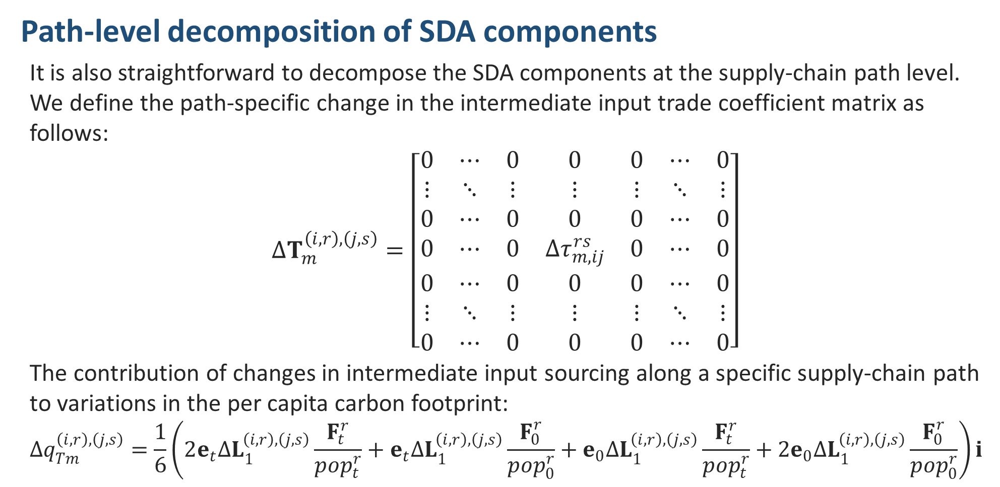 Path-level decomposition of SDA components
It is also straightforward to decompose the SDA components at the supply-chain path level.
We define the path-specific change in the intermediate input trade coefficient matrix as
follows:
0 ⋯ 0 0 0 ⋯ 0
⋮ ⋱ ⋮ ⋮ ⋮ ⋱ ⋮
0 ⋯ 0 0 0 ⋯ 0
Δ𝐓_m^{(i,r),(j,s)} = [0 ⋯ 0 Δτ_{m,ij}^{rs} 0 ⋯ 0]
0 ⋯ 0 0 0 ⋯ 0
⋮ ⋱ ⋮ ⋮ ⋮ ⋱ ⋮
0 ⋯ 0 0 0 ⋯ 0
The contribution of changes in intermediate input sourcing along a specific supply-chain path
to variations in the per capita carbon footprint:
Δq_{Tm}^{(i,r),(j,s)} = 1/6 (2𝐞_t Δ𝐋_1^{(i,r),(j,s)} 𝐅_t^r/pop_t^r + 𝐞_t Δ𝐋_1^{(i,r),(j,s)} 𝐅_0^r/pop_0^r + 𝐞_0 Δ𝐋_1^{(i,r),(j,s)} 𝐅_t^r/pop_t^r + 2𝐞_0 Δ𝐋_1^{(i,r),(j,s)} 𝐅_0^r/pop_0^r) 𝐢